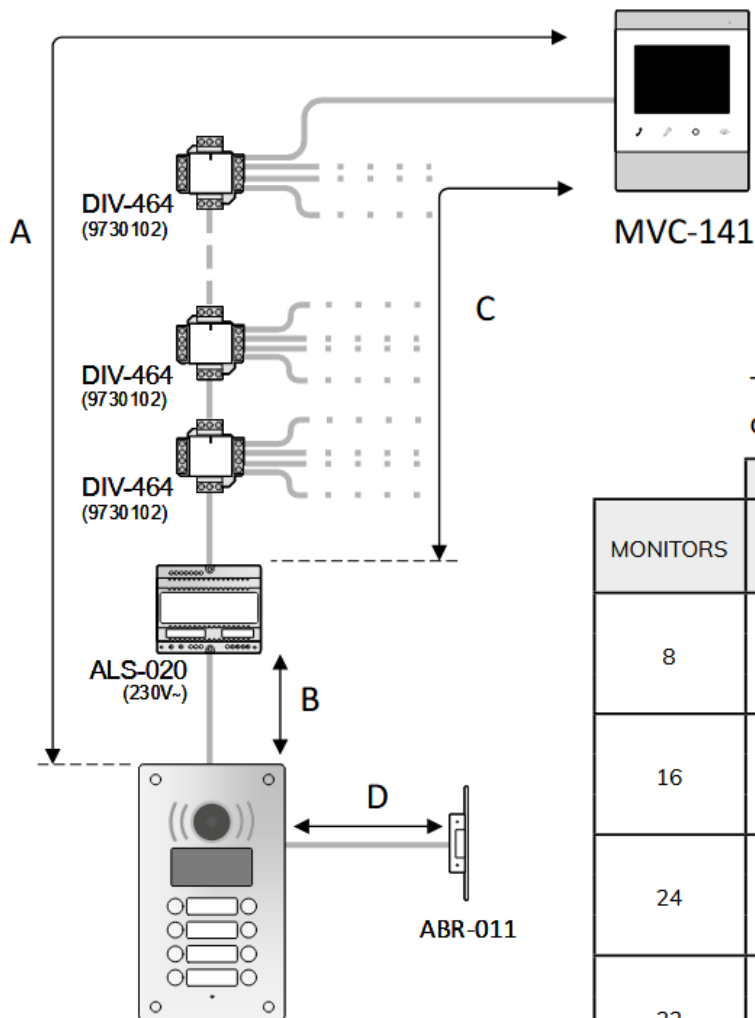 A
DIV-464
(9730102)
MVC-141
C
DIV-464
(9730102)
DIV-464
(9730102)
MONITORS
8
ALS-020
(230V~)
B
16
D
24
ABR-011